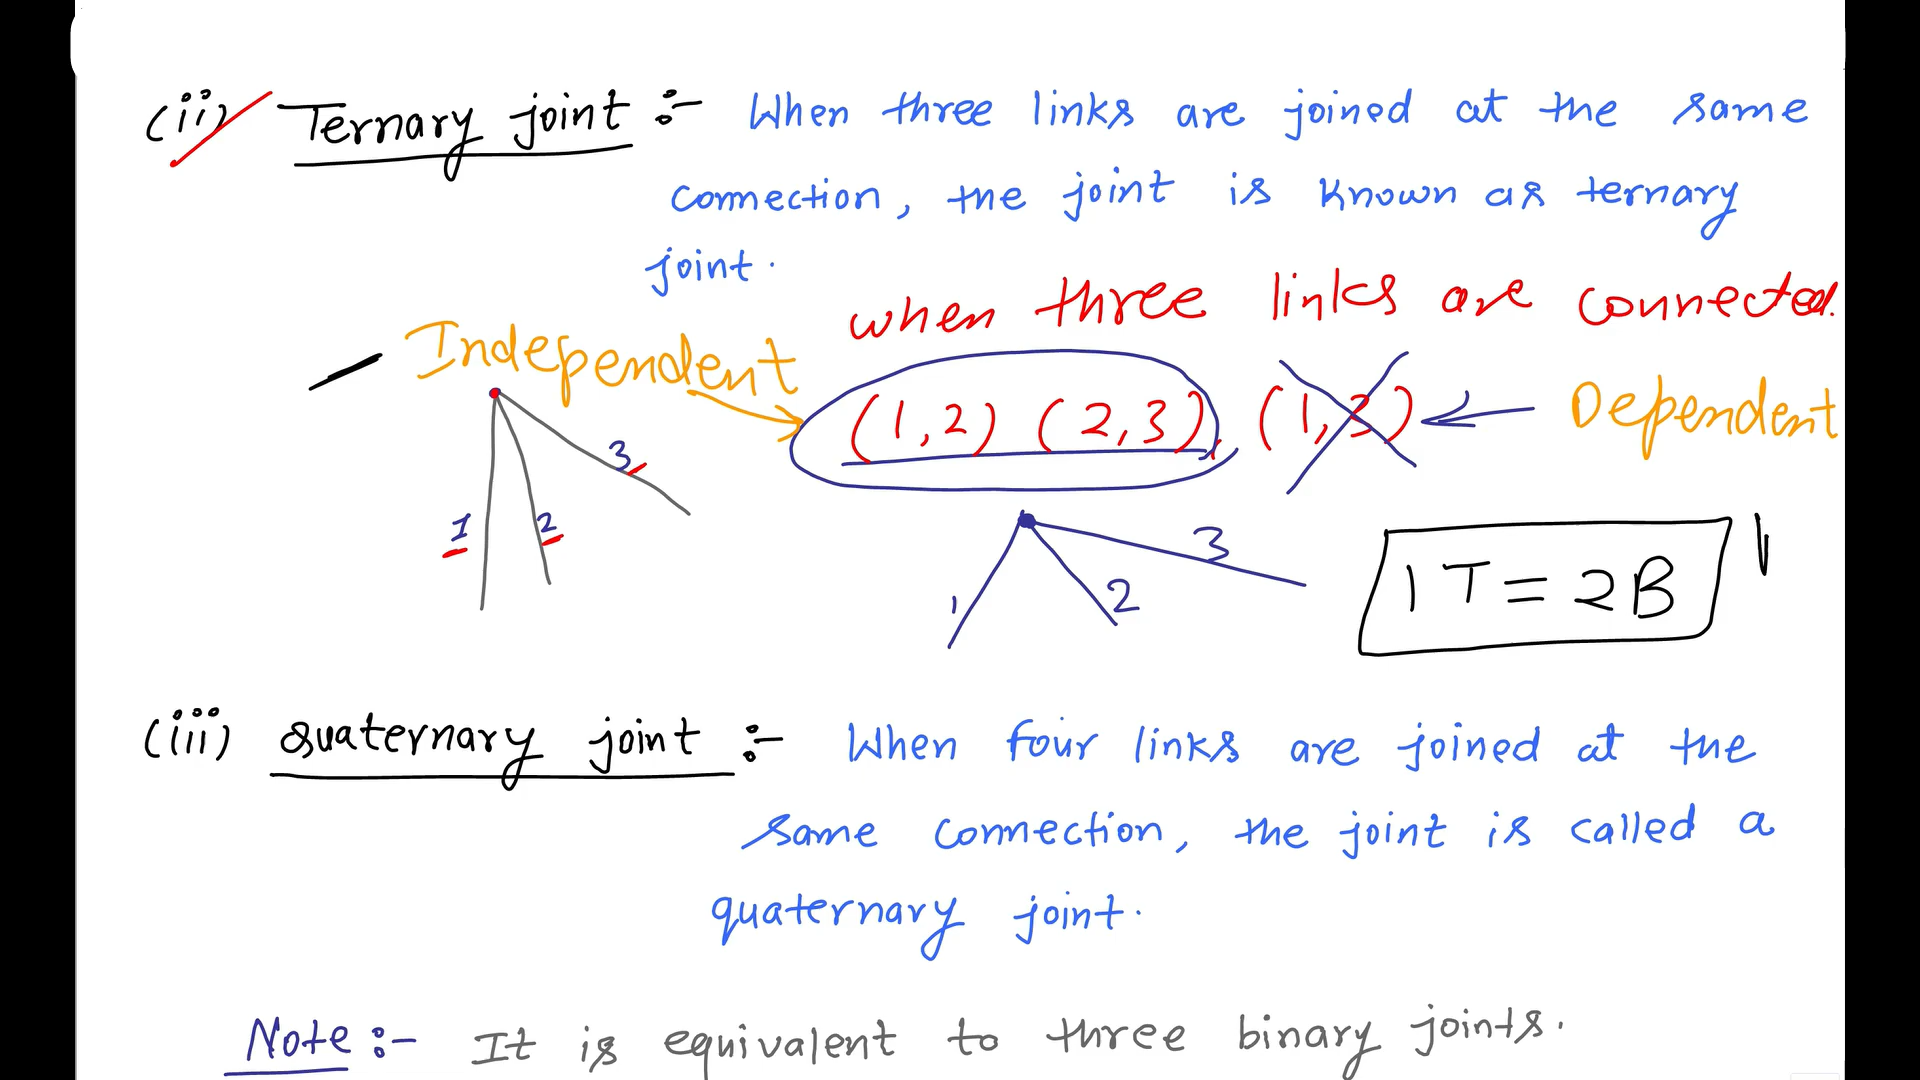 (ii) Ternary joint :- When three links are joined at the same
connection, the joint is known as ternary
joint.
when three links are connected.
Independent
(1,2) (2,3), (1,3) Dependent
1 2 3
1 2 3
1T = 2B
(iii) quaternary joint :- When four links are joined at the
same connection, the joint is called a
quaternary joint.
Note :- It is equivalent to three binary joints.